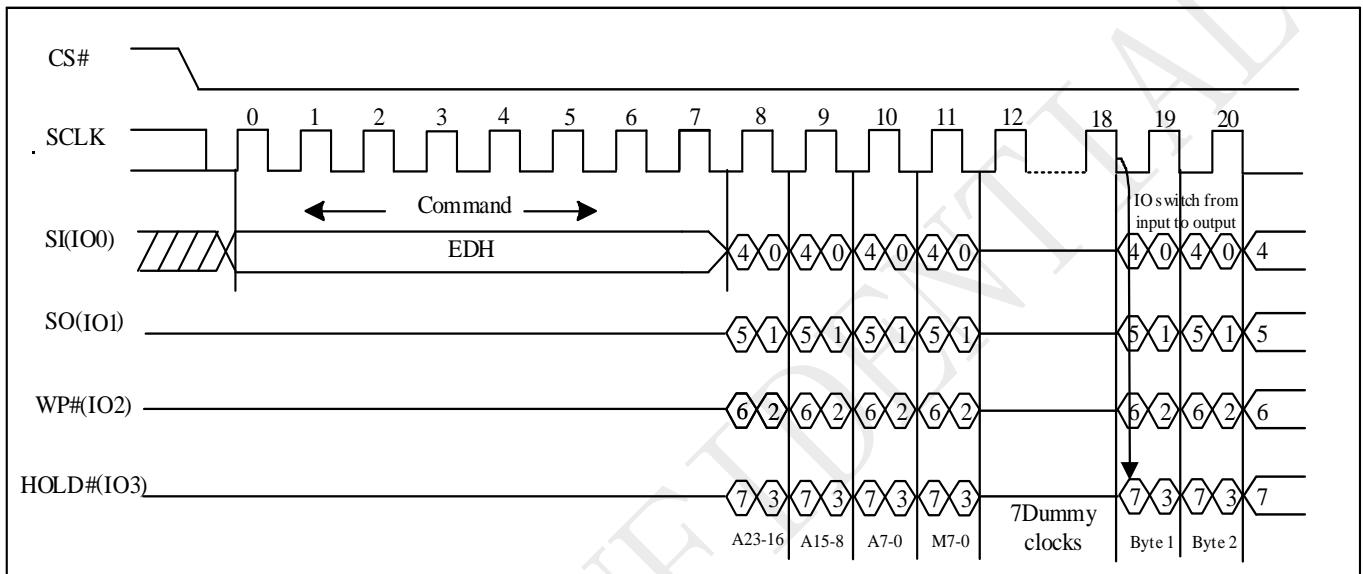 CS#
SCLK
0 1 2 3 4 5 6 7 8 9 10 11 12 18 19 20
Command
IO switch from
input to output
SI(IO0)
EDH
4 0 4 0 4 0 4 0 4 0 4 0 4
SO(IO1)
5 1 5 1 5 1 5 1 5 1 5 1 5
WP#(IO2)
6 2 6 2 6 2 6 2 6 2 6 2 6
HOLD#(IO3)
7 3 7 3 7 3 7 3 7 3 7 3 7
7Dummy
clocks
A23-16 A15-8 A7-0 M7-0 Byte 1 Byte 2